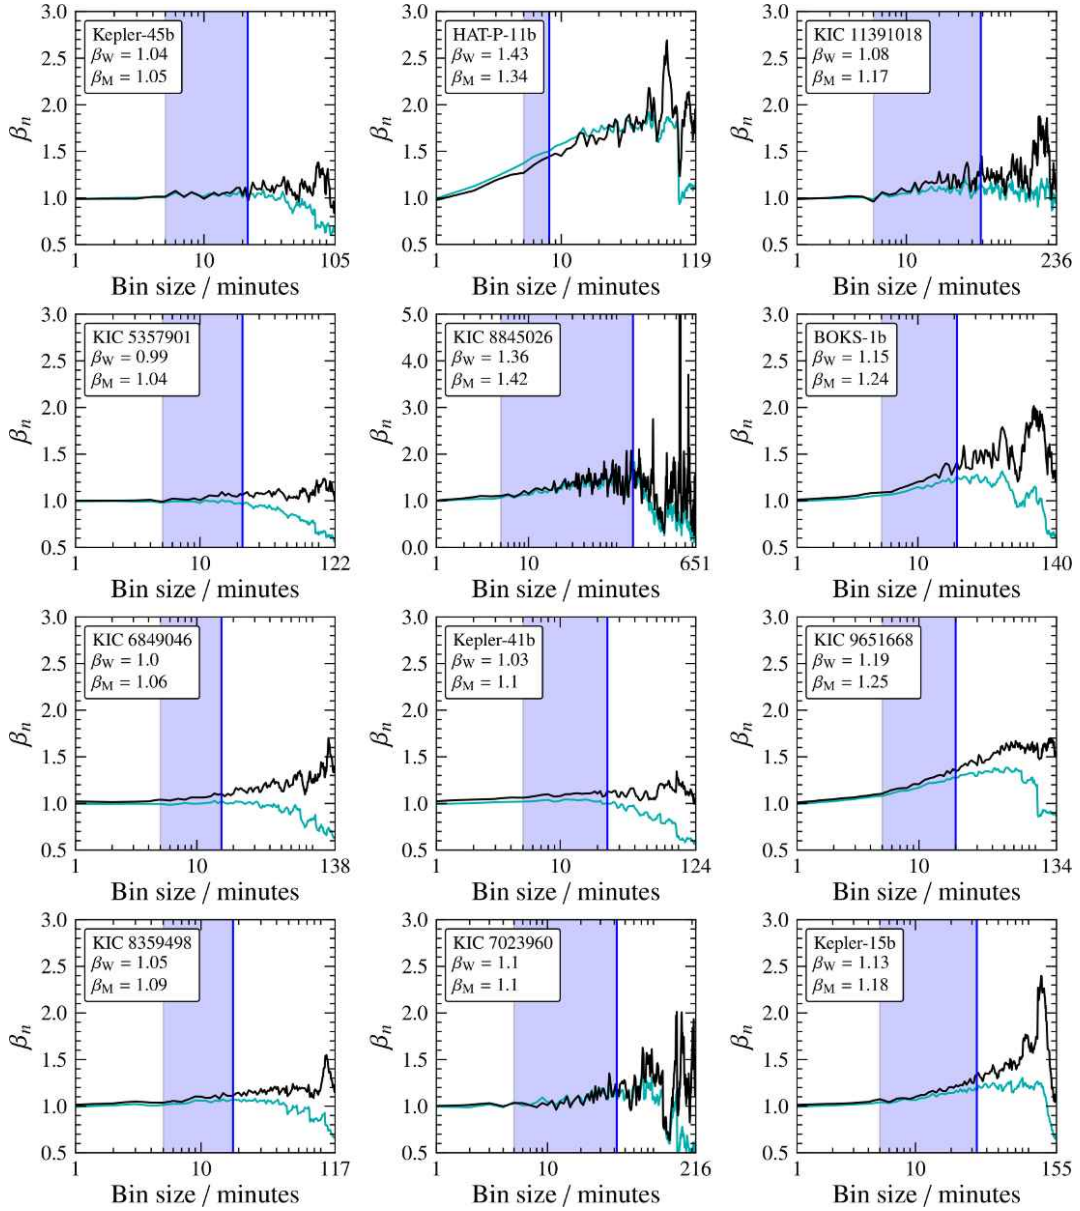 3.0
2.5
2.0
1.5
1.0
0.5
βn
Kepler-45b
βW = 1.04
βM = 1.05
1
10
105
Bin size / minutes
3.0
2.5
2.0
1.5
1.0
0.5
βn
HAT-P-11b
βW = 1.43
βM = 1.34
1
10
119
Bin size / minutes
3.0
2.5
2.0
1.5
1.0
0.5
βn
KIC 11391018
βW = 1.08
βM = 1.17
1
10
236
Bin size / minutes
3.0
2.5
2.0
1.5
1.0
0.5
βn
KIC 5357901
βW = 0.99
βM = 1.04
1
10
122
Bin size / minutes
5.0
4.0
3.0
2.0
1.0
0.0
βn
KIC 8845026
βW = 1.36
βM = 1.42
1
10
651
Bin size / minutes
3.0
2.5
2.0
1.5
1.0
0.5
βn
BOKS-1b
βW = 1.15
βM = 1.24
1
10
140
Bin size / minutes
3.0
2.5
2.0
1.5
1.0
0.5
βn
KIC 6849046
βW = 1.0
βM = 1.06
1
10
138
Bin size / minutes
3.0
2.5
2.0
1.5
1.0
0.5
βn
Kepler-41b
βW = 1.03
βM = 1.1
1
10
124
Bin size / minutes
3.0
2.5
2.0
1.5
1.0
0.5
βn
KIC 9651668
βW = 1.19
βM = 1.25
1
10
134
Bin size / minutes
3.0
2.5
2.0
1.5
1.0
0.5
βn
KIC 8359498
βW = 1.05
βM = 1.09
1
10
117
Bin size / minutes
3.0
2.5
2.0
1.5
1.0
0.5
βn
KIC 7023960
βW = 1.1
βM = 1.1
1
10
216
Bin size / minutes
3.0
2.5
2.0
1.5
1.0
0.5
βn
Kepler-15b
βW = 1.13
βM = 1.18
1
10
155
Bin size / minutes